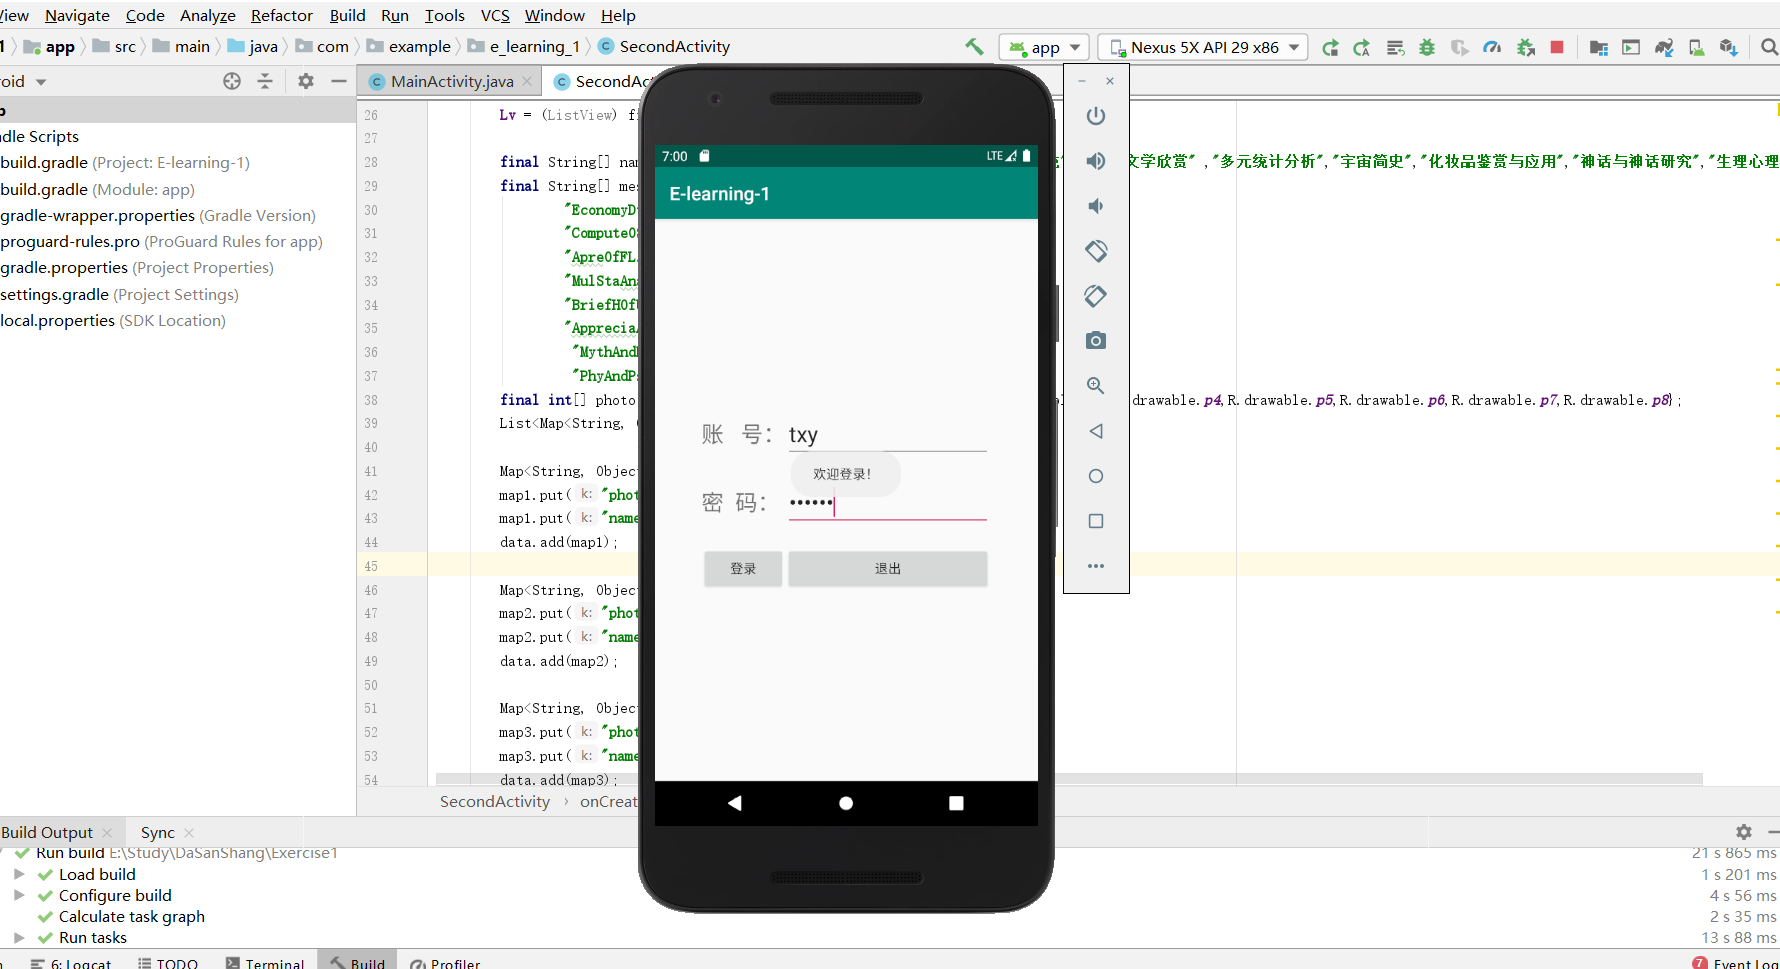 View Navigate Code Analyze Refactor Build Run Tools VCS Window Help
1 app src main java com example e_learning_1 SecondActivity
app Nexus 5X API 29 x86
roid
MainActivity.java SecondAc
p
dle Scripts
build.gradle (Project: E-learning-1)
build.gradle (Module: app)
gradle-wrapper.properties (Gradle Version)
proguard-rules.pro (ProGuard Rules for app)
gradle.properties (Project Properties)
settings.gradle (Project Settings)
local.properties (SDK Location)
26 Lv = (ListView) fi
27
28 final String[] nam 文学欣赏" ,"多元统计分析","宇宙简史","化妆品鉴赏与应用","神话与神话研究","生理心理
29 final String[] mes
30 "EconomyD
31 "ComputeOS
32 "ApreOfFL
33 "MulStaAna
34 "BriefHOf
35 "Apprecia
36 "MythAnd
37 "PhyAndPs
38 final int[] photo drawable.p4,R.drawable.p5,R.drawable.p6,R.drawable.p7,R.drawable.p8};
39 List<Map<String,
40
41 Map<String, Objec
42 map1.put( k: "phot
43 map1.put( k: "name
44 data.add(map1);
45
46 Map<String, Objec
47 map2.put( k: "phot
48 map2.put( k: "name
49 data.add(map2);
50
51 Map<String, Objec
52 map3.put( k: "phot
53 map3.put( k: "name
54 data.add(map3);
SecondActivity › onCreat
7:00 LTE
E-learning-1
账 号： txy
欢迎登录！
密 码： ••••••
登录 退出
Build Output Sync
Run build E:\Study\DaSanShang\Exercise1 21 s 865 ms
Load build 1 s 201 ms
Configure build 4 s 56 ms
Calculate task graph 2 s 35 ms
Run tasks 13 s 88 ms
6: Logcat TODO Terminal Build Profiler 7 Event Log